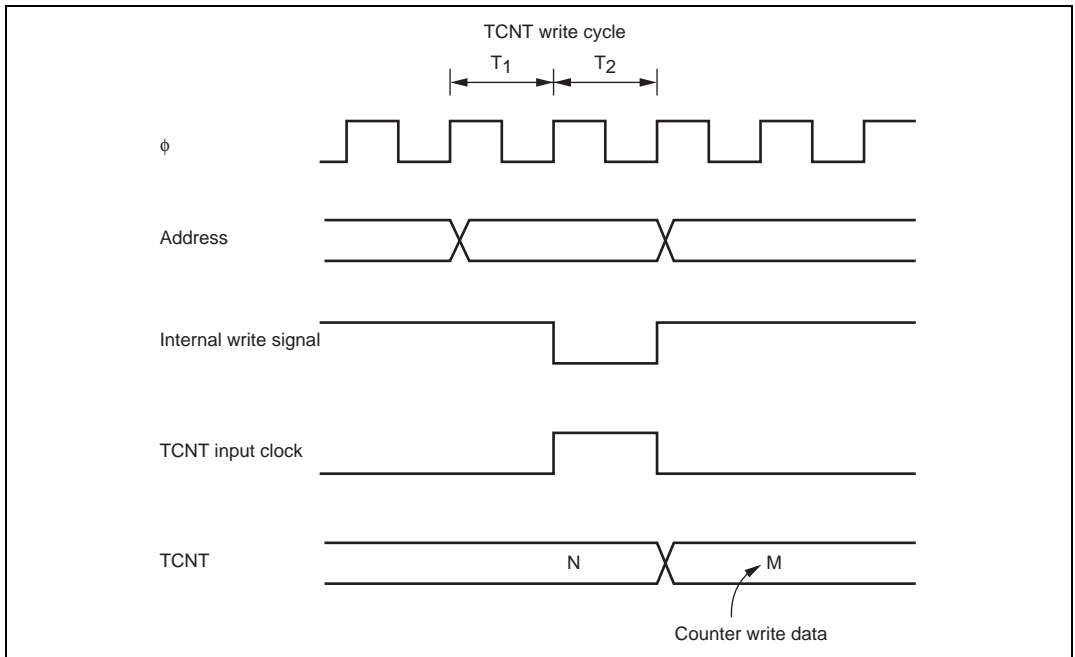 TCNT write cycle
T1 T2
ϕ
Address
Internal write signal
TCNT input clock
TCNT N M
Counter write data